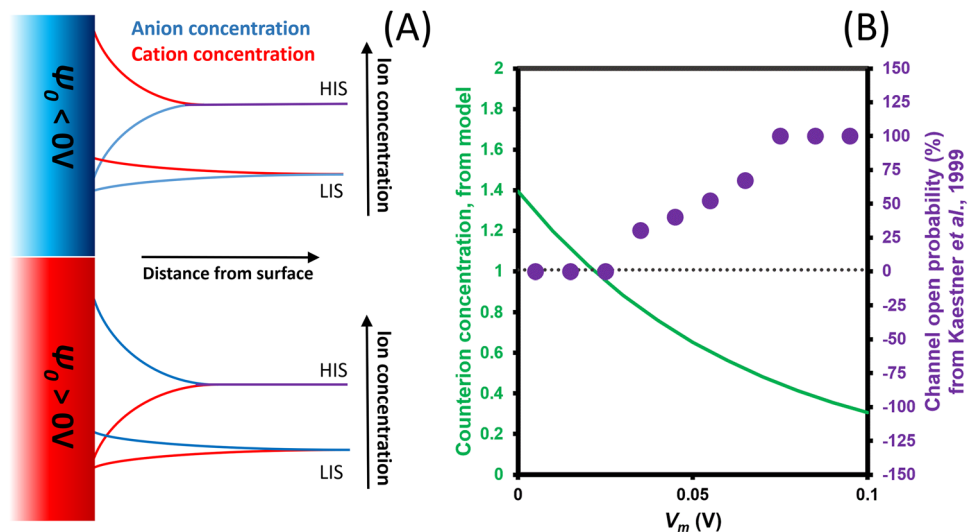 (A)
Anion concentration
Cation concentration
HIS
LIS
Ion concentration
ψ0 < 0V
Distance from surface
HIS
LIS
Ion concentration
ψ0 > 0V
(B)
2
1.8
1.6
1.4
1.2
1
0.8
0.6
0.4
0.2
0
Counterion concentration, from model
0
0.05
0.1
Vm (V)
150
125
100
75
50
25
0
-25
-50
-75
-100
-125
-150
Channel open probability (%)
from Kaestner et al., 1999